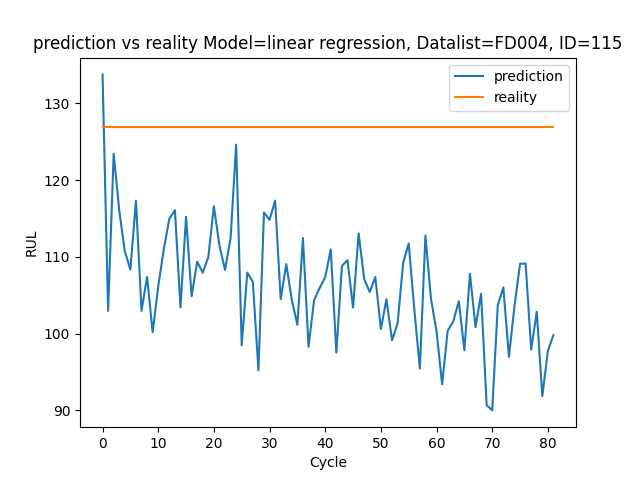 prediction vs reality Model=linear regression, Datalist=FD004, ID=115
prediction
reality
130
120
110
100
90
RUL
0 10 20 30 40 50 60 70 80
Cycle